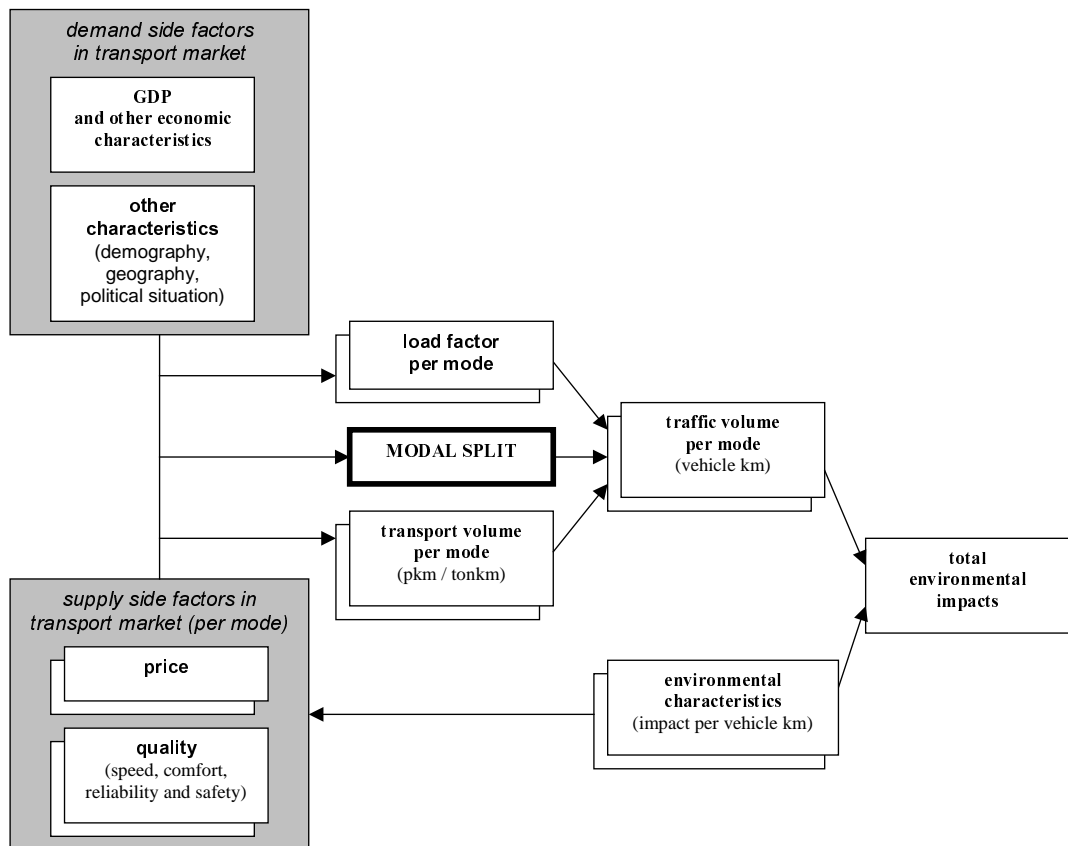 demand side factors
in transport market
GDP
and other economic
characteristics
other
characteristics
(demography,
geography,
political situation)
load factor
per mode
MODAL SPLIT
transport volume
per mode
(pkm / tonkm)
traffic volume
per mode
(vehicle km)
total
environmental
impacts
supply side factors in
transport market (per mode)
price
quality
(speed, comfort,
reliability and safety)
environmental
characteristics
(impact per vehicle km)